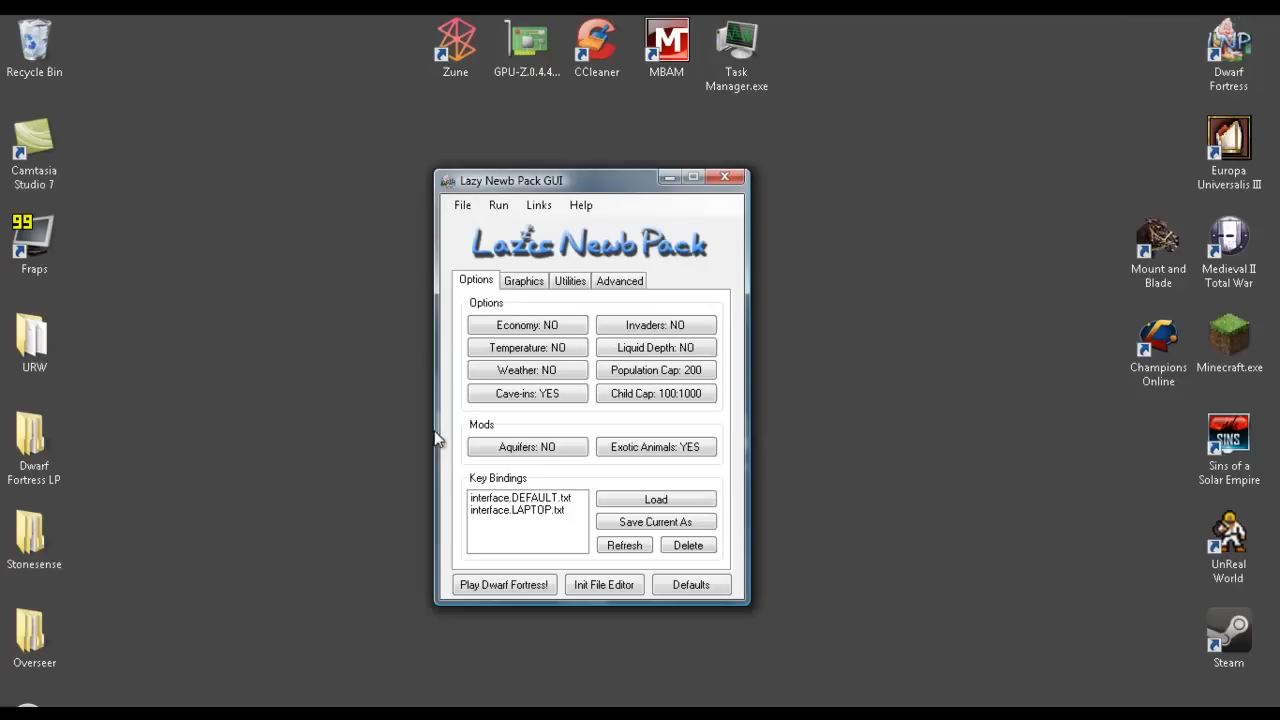 Recycle Bin
Zune
GPU-Z.0.4.4...
CCleaner
M
MBAM
Task
Manager.exe
LNP
Dwarf
Fortress
Camtasia
Studio 7
Europa
Universalis III
99
Fraps
Mount and
Blade
Medieval II
Total War
URW
Champions
Online
Minecraft.exe
Dwarf
Fortress LP
SINS
Sins of a
Solar Empire
Stonesense
UnReal
World
Overseer
Steam
Lazy Newb Pack GUI
File Run Links Help
Lazy Newb Pack
Options Graphics Utilities Advanced
Options
Economy: NO Invaders: NO
Temperature: NO Liquid Depth: NO
Weather: NO Population Cap: 200
Cave-ins: YES Child Cap: 100:1000
Mods
Aquifers: NO Exotic Animals: YES
Key Bindings
interface.DEFAULT.txt
interface.LAPTOP.txt
Load
Save Current As
Refresh Delete
Play Dwarf Fortress! Init File Editor Defaults